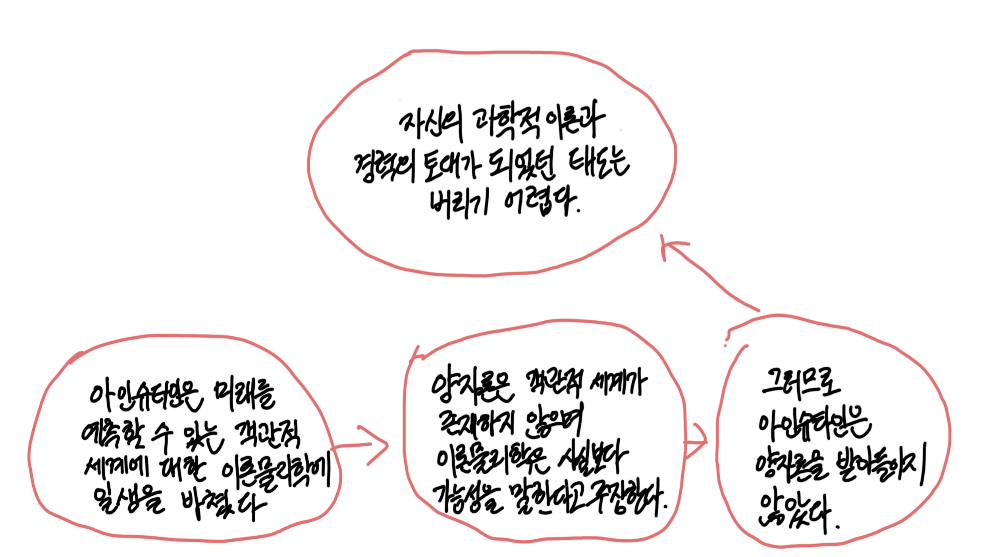 자신의 과학적 이론과
경력의 토대가 되었던 태도는
버리기 어렵다.
아인슈타인은 미래를
예측할 수 있는 객관적
세계에 대한 이론물리학에
일생을 바쳤다
양자론은 객관적 세계가
존재하지 않으며
이론물리학은 사실보다
가능성을 말한다고 주장한다.
그러므로
아인슈타인은
양자론을 받아들이지
않았다.